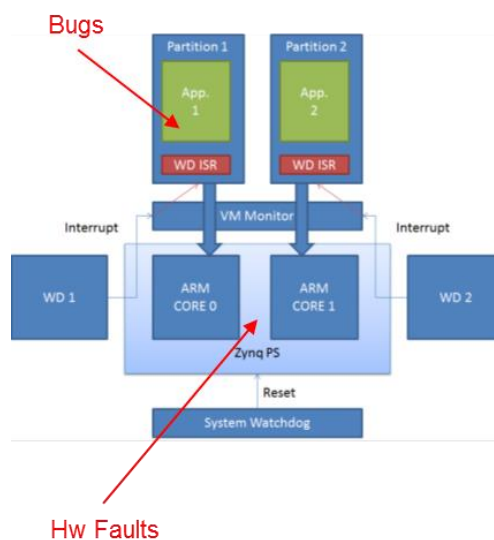 Bugs
Partition 1
Partition 2
App.
1
App.
2
WD ISR
WD ISR
VM Monitor
Interrupt
Interrupt
WD 1
ARM
CORE 0
ARM
CORE 1
WD 2
Zynq PS
Reset
System Watchdog
Hw Faults